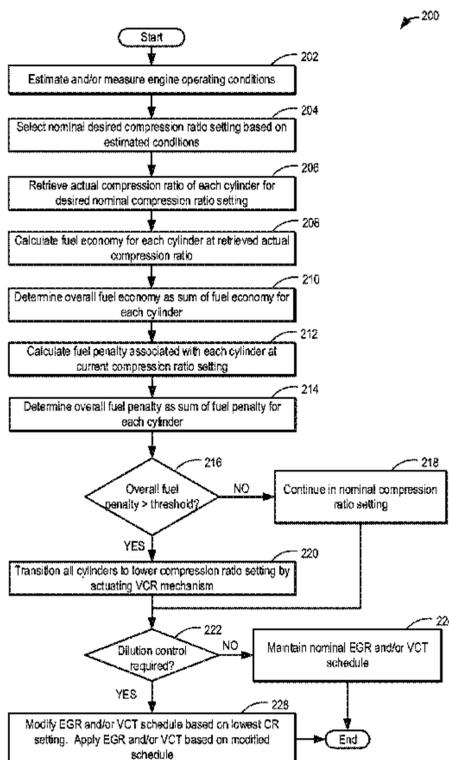 200
Start
202
Estimate and/or measure engine operating conditions
204
Select nominal desired compression ratio setting based on
estimated conditions
206
Retrieve actual compression ratio of each cylinder for
desired nominal compression ratio setting
208
Calculate fuel economy for each cylinder at retrieved actual
compression ratio
210
Determine overall fuel economy as sum of fuel economy for
each cylinder
212
Calculate fuel penalty associated with each cylinder at
current compression ratio setting
214
Determine overall fuel penalty as sum of fuel penalty for
each cylinder
216
Overall fuel
penalty > threshold?
NO
218
Continue in nominal compression
ratio setting
YES
220
Transition all cylinders to lower compression ratio setting by
actuating VCR mechanism
222
Dilution control
required?
NO
Maintain nominal EGR and/or VCT
schedule
YES
Modify EGR and/or VCT schedule based on lowest CR
setting. Apply EGR and/or VCT based on modified
schedule
End